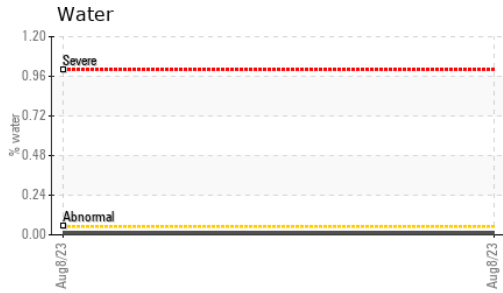 Water
1.20
Severe
0.96
0.72
% water
0.48
0.24
Abnormal
0.00
Aug8/23
Aug8/23